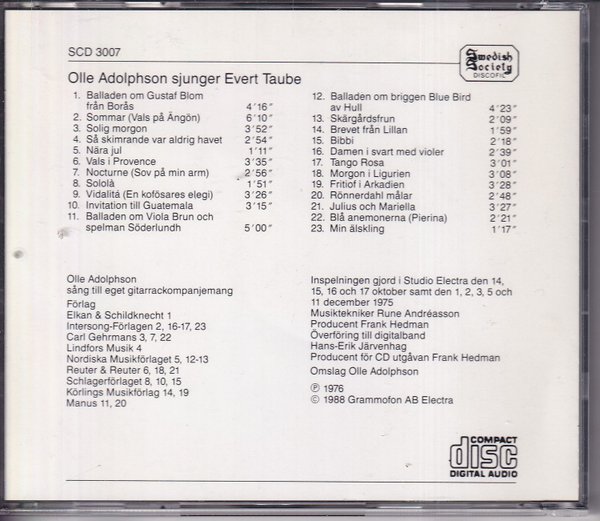 SCD 3007
Swedish
Society
DISCOFIL
Olle Adolphson sjunger Evert Taube
1. Balladen om Gustaf Blom
från Borås 4'16"
2. Sommar (Vals på Ängön) 6'10"
3. Solig morgon 3'52"
4. Så skimrande var aldrig havet 2'54"
5. Nära jul 1'11"
6. Vals i Provence 3'35"
7. Nocturne (Sov på min arm) 2'56"
8. Sololà 1'51"
9. Vidalitá (En kofösares elegi) 3'26"
10. Invitation till Guatemala 3'15"
11. Balladen om Viola Brun och
spelman Söderlundh 5'00"
12. Balladen om briggen Blue Bird
av Hull 4'23"
13. Skärgårdsfrun 2'09"
14. Brevet från Lillan 1'59"
15. Bibbi 2'18"
16. Damen i svart med violer 2'39"
17. Tango Rosa 3'01"
18. Morgon i Ligurien 3'08"
19. Fritiof i Arkadien 3'28"
20. Rönnerdahl målar 2'48"
21. Julius och Mariella 3'27"
22. Blå anemonerna (Pierina) 2'21"
23. Min älskling 1'17"
Olle Adolphson
sång till eget gitarrackompanjemang
Förlag
Elkan & Schildknecht 1
Intersong-Förlagen 2, 16-17, 23
Carl Gehrmans 3, 7, 22
Lindfors Musik 4
Nordiska Musikförlaget 5, 12-13
Reuter & Reuter 6, 18, 21
Schlagerförlaget 8, 10, 15
Körlings Musikförlag 14, 19
Manus 11, 20
Inspelningen gjord i Studio Electra den 14,
15, 16 och 17 oktober samt den 1, 2, 3, 5 och
11 december 1975
Musiktekniker Rune Andréasson
Producent Frank Hedman
Överföring till digitalband
Hans-Erik Järvenhag
Producent för CD utgåvan Frank Hedman
Omslag Olle Adolphson
℗ 1976
© 1988 Grammofon AB Electra
COMPACT
disc
DIGITAL AUDIO